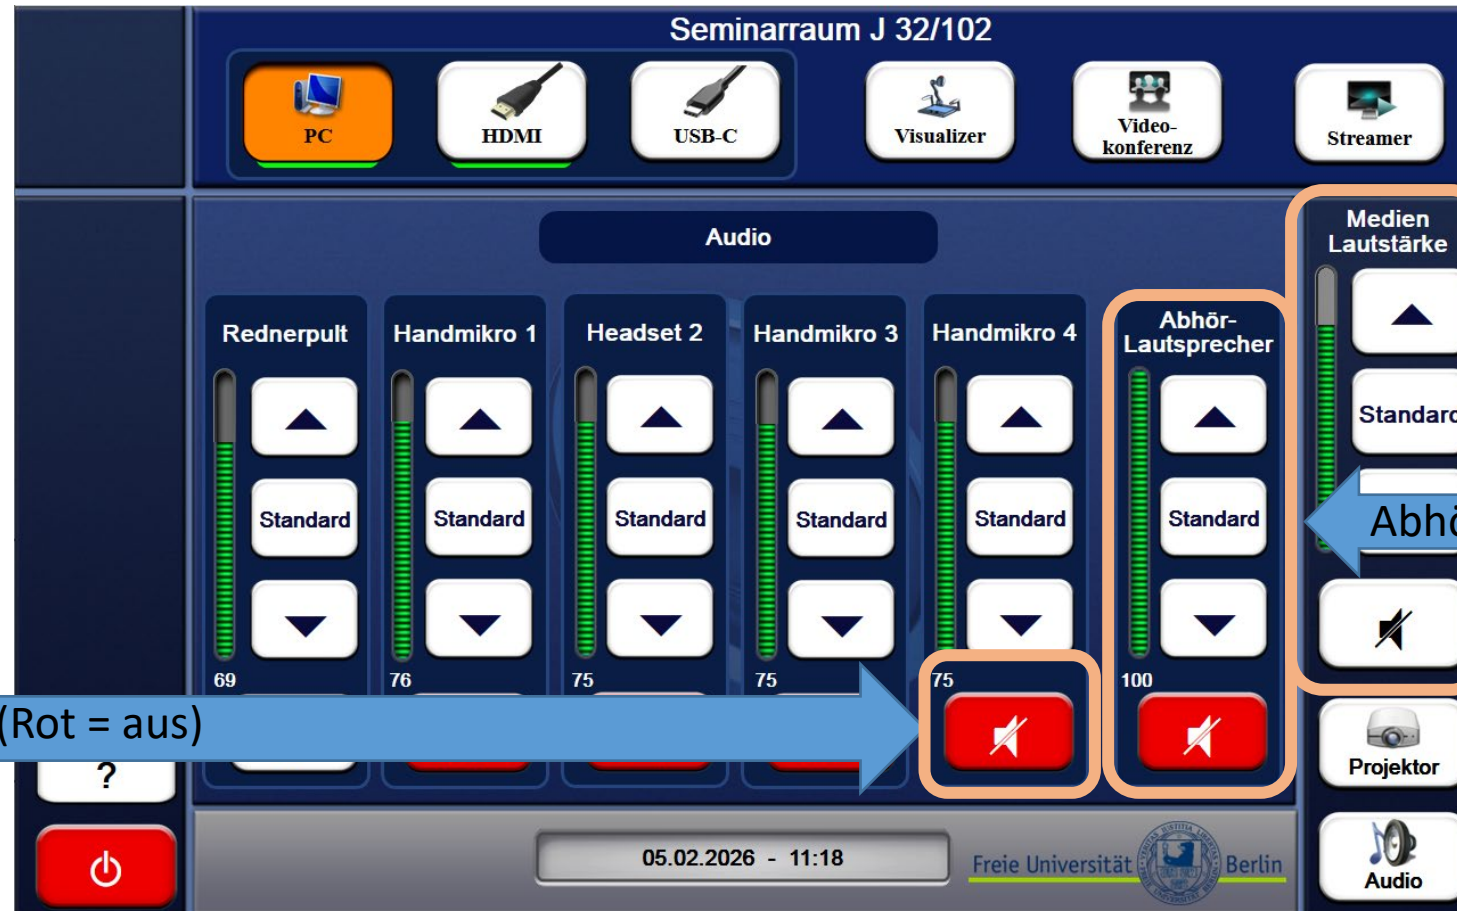 Seminarraum J 32/102
PC
HDMI
USB-C
Visualizer
Video-
konferenz
Streamer
Audio
Medien
Lautstärke
Standard
Rednerpult
Standard
69
Handmikro 1
Standard
76
Headset 2
Standard
75
Handmikro 3
Standard
75
Handmikro 4
Standard
75
Abhör-
Lautsprecher
Standard
100
(Rot = aus)
?
Projektor
Audio
05.02.2026 - 11:18
Freie Universität Berlin